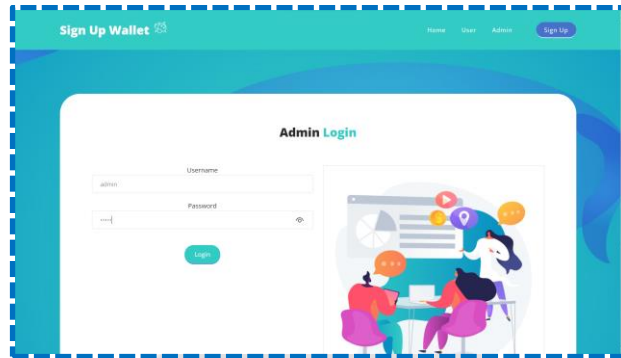 Sign Up Wallet
Home User Admin Sign Up
Admin Login
Username
admin
Password
Login